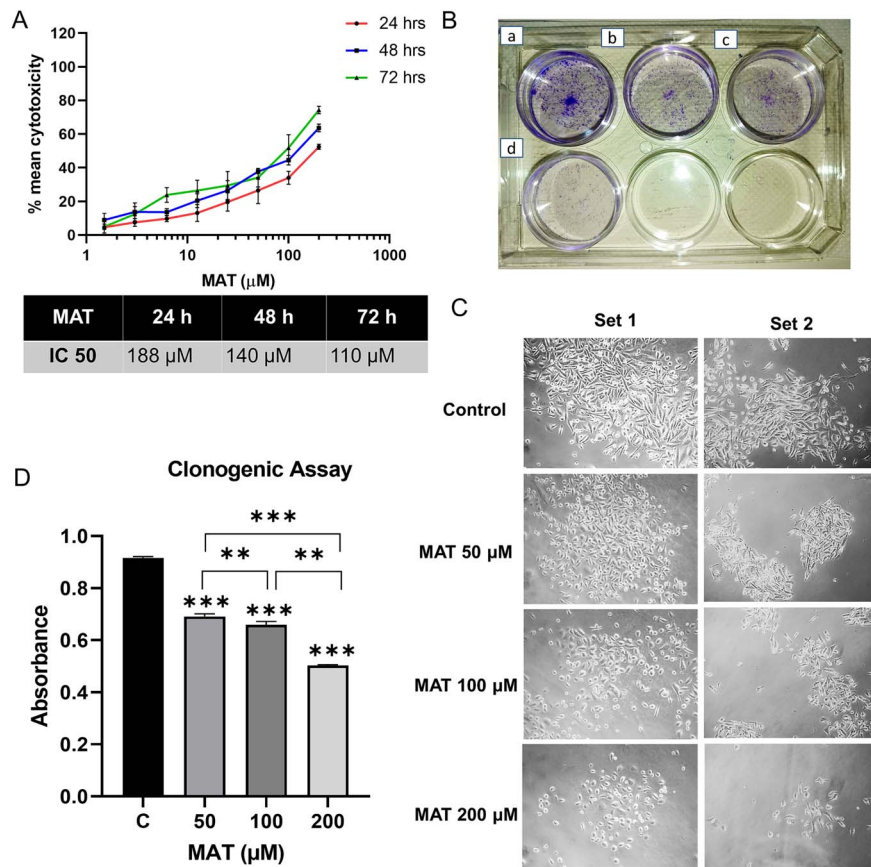 A
24 hrs
48 hrs
72 hrs
120
100
80
60
40
20
0
% mean cytotoxicity
1 10 100 1000
MAT (μM)
MAT 24 h 48 h 72 h
IC 50 188 μM 140 μM 110 μM
B
a b c
d
C
Set 1 Set 2
Control
MAT 50 μM
MAT 100 μM
MAT 200 μM
D
Clonogenic Assay
1.0
0.8
0.6
0.4
0.2
0.0
Absorbance
***
** **
*** *** ***
C 50 100 200
MAT (μM)